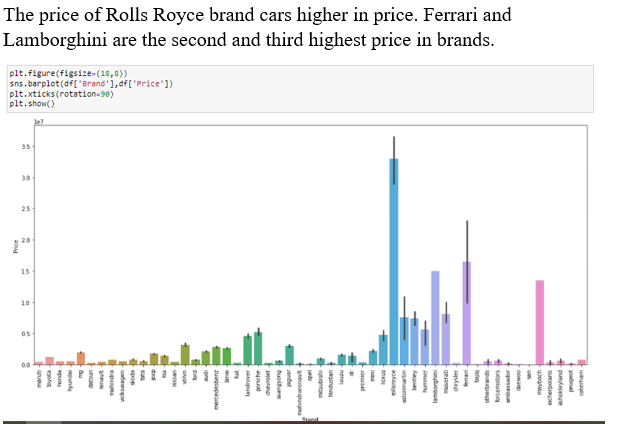 The price of Rolls Royce brand cars higher in price. Ferrari and
Lamborghini are the second and third highest price in brands.
plt.figure(figsize=(18,8))
sns.barplot(df['Brand'],df['Price'])
plt.xticks(rotation=90)
plt.show()
1e7
3.5
3.0
2.5
2.0
1.5
1.0
0.5
0.0
Price
maruti
toyota
honda
hyundai
mg
datsun
renault
mahindra
volkswagen
skoda
tata
jeep
kia
nissan
volvo
ford
audi
mercedesbenz
bmw
fiat
landrover
porsche
chevrolet
ssangyong
jaguar
mahindrarenault
opel
mitsubishi
hindustan
isuzu
dc
premier
mini
lexus
rollsroyce
astonmartin
bentley
hummer
lamborghini
maserati
chrysler
ferrari
bajaj
otherbrands
forcemotors
ambassador
daewoo
maybach
eicherpolaris
ashokleyland
peugeot
caterham
Brand